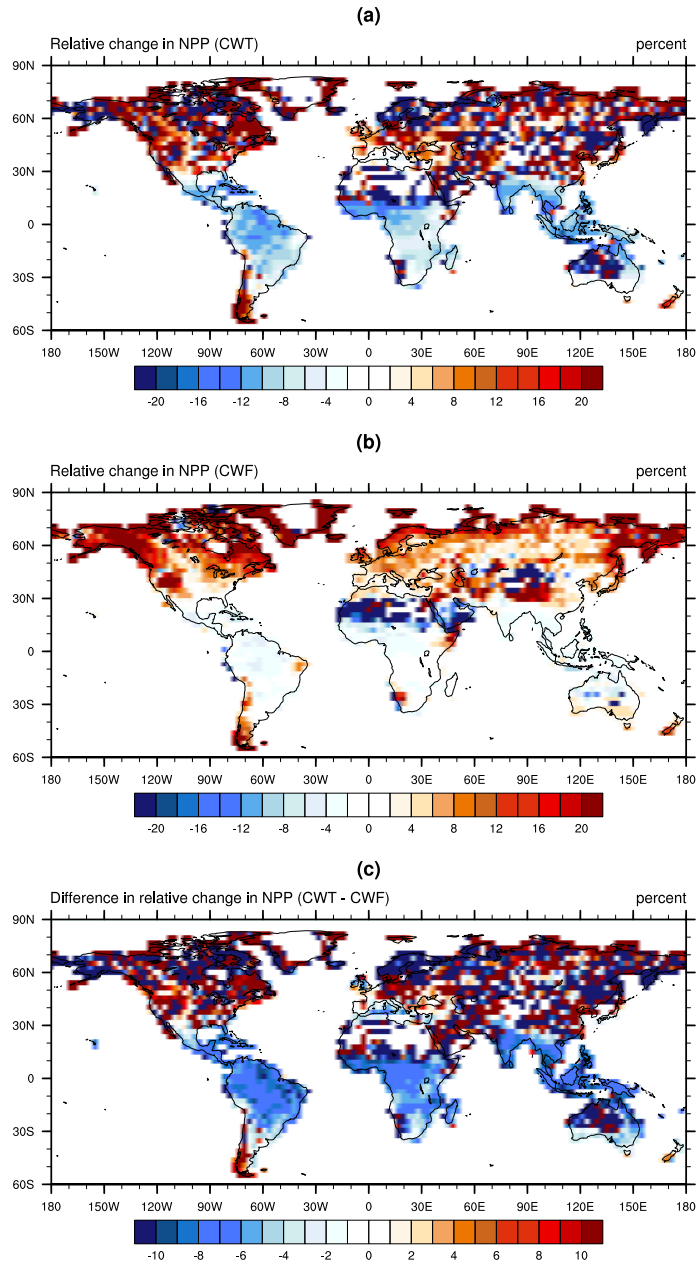 (a)
Relative change in NPP (CWT) percent
90N
60N
30N
0
30S
60S
180 150W 120W 90W 60W 30W 0 30E 60E 90E 120E 150E 180
-20 -16 -12 -8 -4 0 4 8 12 16 20
(b)
Relative change in NPP (CWF) percent
90N
60N
30N
0
30S
60S
180 150W 120W 90W 60W 30W 0 30E 60E 90E 120E 150E 180
-20 -16 -12 -8 -4 0 4 8 12 16 20
(c)
Difference in relative change in NPP (CWT - CWF) percent
90N
60N
30N
0
30S
60S
180 150W 120W 90W 60W 30W 0 30E 60E 90E 120E 150E 180
-10 -8 -6 -4 -2 0 2 4 6 8 10